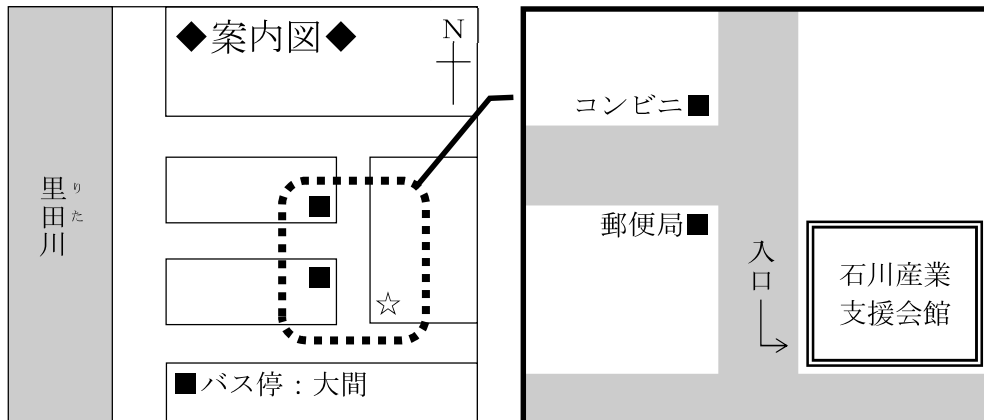 ◆案内図◆
N
里田川
りた
■バス停：大間
コンビニ■
郵便局■
入口
石川産業
支援会館